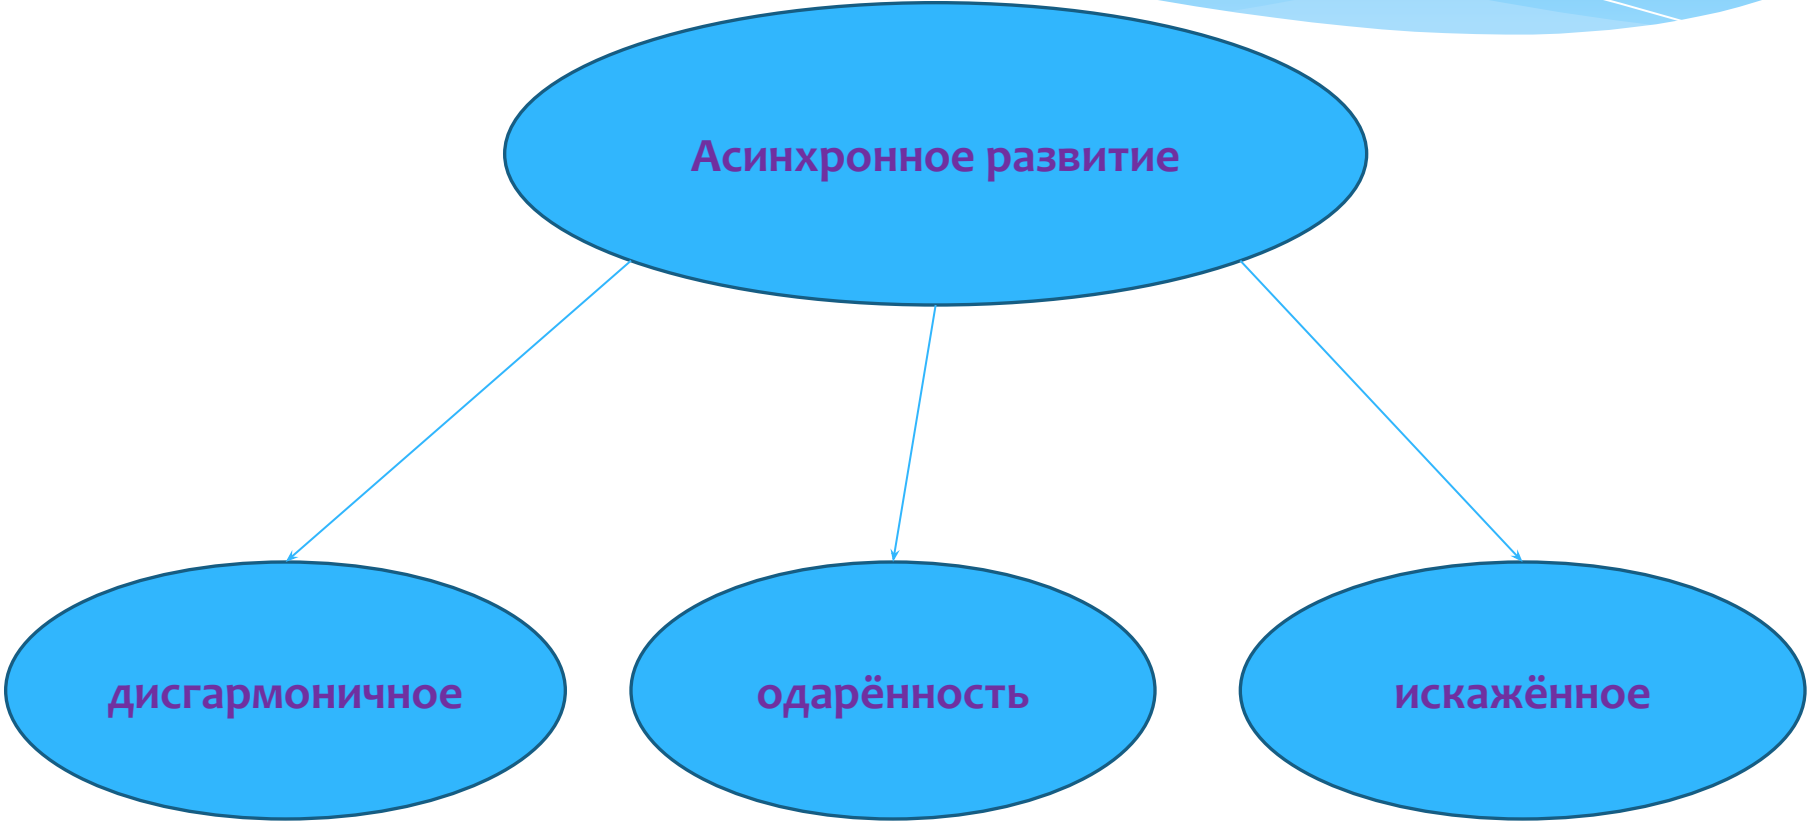 Асинхронное развитие
дисгармоничное
одарённость
искажённое